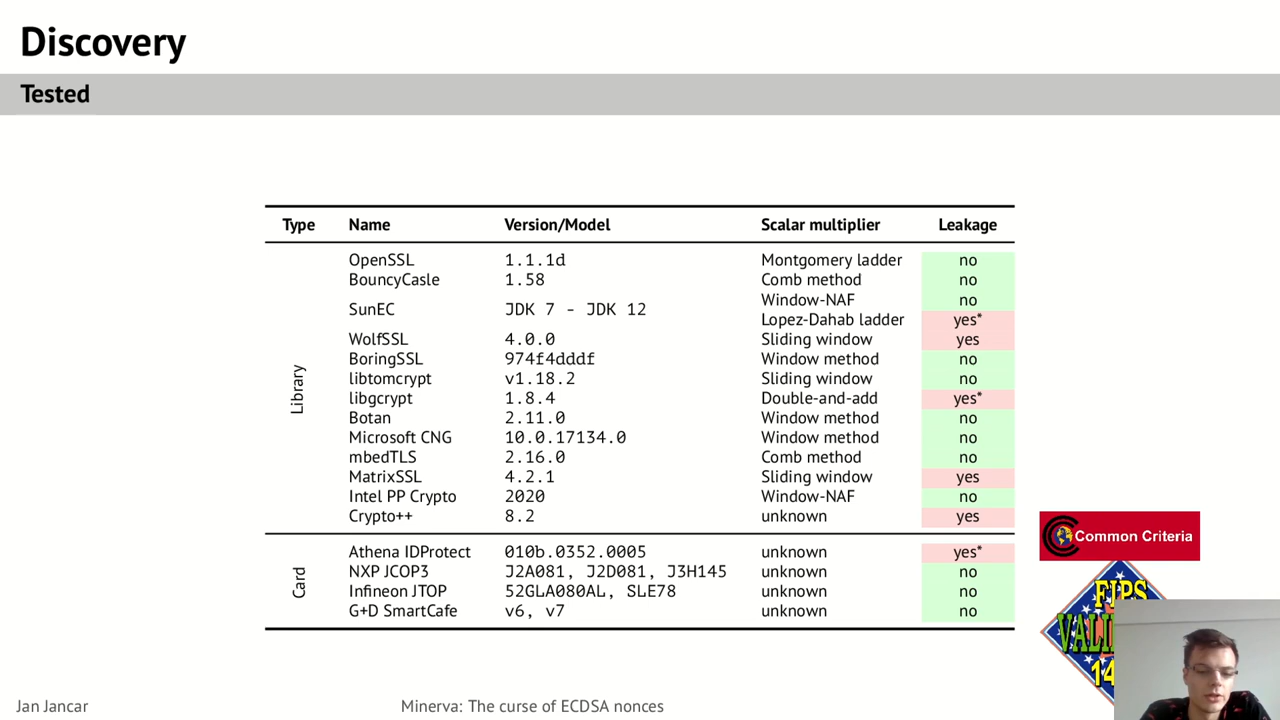 Discovery
Tested
Type Name Version/Model Scalar multiplier Leakage
Library
OpenSSL 1.1.1d Montgomery ladder no
BouncyCasle 1.58 Comb method no
SunEC JDK 7 - JDK 12 Window-NAF no
Lopez-Dahab ladder yes*
WolfSSL 4.0.0 Sliding window yes
BoringSSL 974f4dddf Window method no
libtomcrypt v1.18.2 Sliding window no
libgcrypt 1.8.4 Double-and-add yes*
Botan 2.11.0 Window method no
Microsoft CNG 10.0.17134.0 Window method no
mbedTLS 2.16.0 Comb method no
MatrixSSL 4.2.1 Sliding window yes
Intel PP Crypto 2020 Window-NAF no
Crypto++ 8.2 unknown yes
Card
Athena IDProtect 010b.0352.0005 unknown yes*
NXP JCOP3 J2A081, J2D081, J3H145 unknown no
Infineon JTOP 52GLA080AL, SLE78 unknown no
G+D SmartCafe v6, v7 unknown no
Common Criteria
FIPS
Jan Jancar
Minerva: The curse of ECDSA nonces